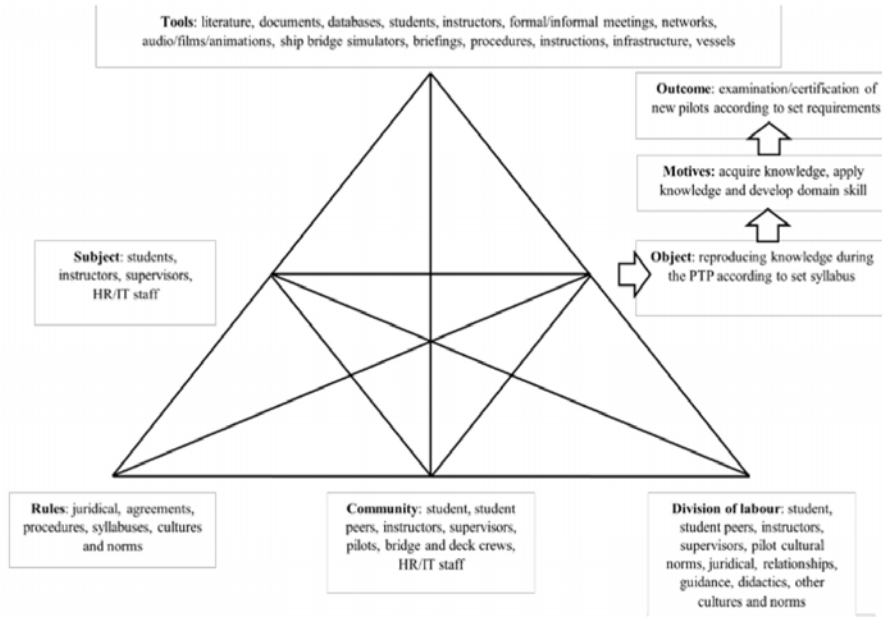 Tools: literature, documents, databases, students, instructors, formal/informal meetings, networks,
audio/films/animations, ship bridge simulators, briefings, procedures, instructions, infrastructure, vessels
Outcome: examination/certification of
new pilots according to set requirements
Motives: acquire knowledge, apply
knowledge and develop domain skill
Subject: students,
instructors, supervisors,
HR/IT staff
Object: reproducing knowledge during
the PTP according to set syllabus
Rules: juridical, agreements,
procedures, syllabuses, cultures
and norms
Community: student, student
peers, instructors, supervisors,
pilots, bridge and deck crews,
HR/IT staff
Division of labour: student,
student peers, instructors,
supervisors, pilot cultural
norms, juridical, relationships,
guidance, didactics, other
cultures and norms